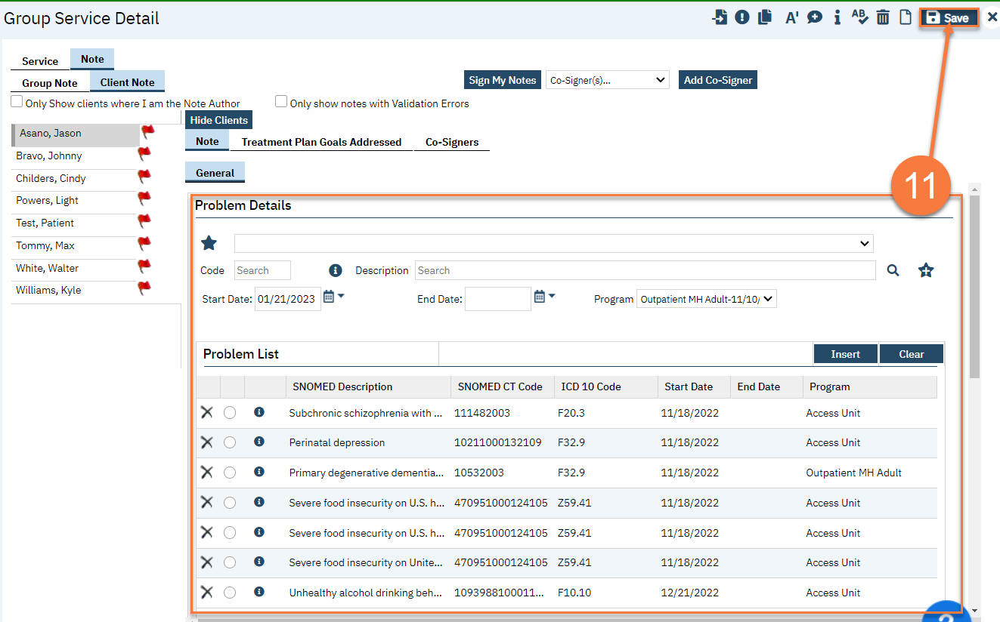 Group Service Detail
A'
AB
Save
Service
Note
Group Note
Client Note
Sign My Notes
Co-Signer(s)...
Add Co-Signer
Only Show clients where I am the Note Author
Only show notes with Validation Errors
Hide Clients
Asano, Jason
Bravo, Johnny
Childers, Cindy
Powers, Light
Test, Patient
Tommy, Max
White, Walter
Williams, Kyle
Note
Treatment Plan Goals Addressed
Co-Signers
General
11
Problem Details
Code
Search
Description
Search
Start Date:
01/21/2023
End Date:
Program
Outpatient MH Adult-11/10/
Problem List
Insert
Clear
SNOMED Description SNOMED CT Code ICD 10 Code Start Date End Date Program
Subchronic schizophrenia with ... 111482003 F20.3 11/18/2022 Access Unit
Perinatal depression 10211000132109 F32.9 11/18/2022 Access Unit
Primary degenerative dementia... 10532003 F32.9 11/18/2022 Outpatient MH Adult
Severe food insecurity on U.S. h... 470951000124105 Z59.41 11/18/2022 Access Unit
Severe food insecurity on U.S. h... 470951000124105 Z59.41 11/18/2022 Access Unit
Severe food insecurity on Unite... 470951000124105 Z59.41 11/18/2022 Access Unit
Unhealthy alcohol drinking beh... 1093988100011... F10.10 12/21/2022 Access Unit